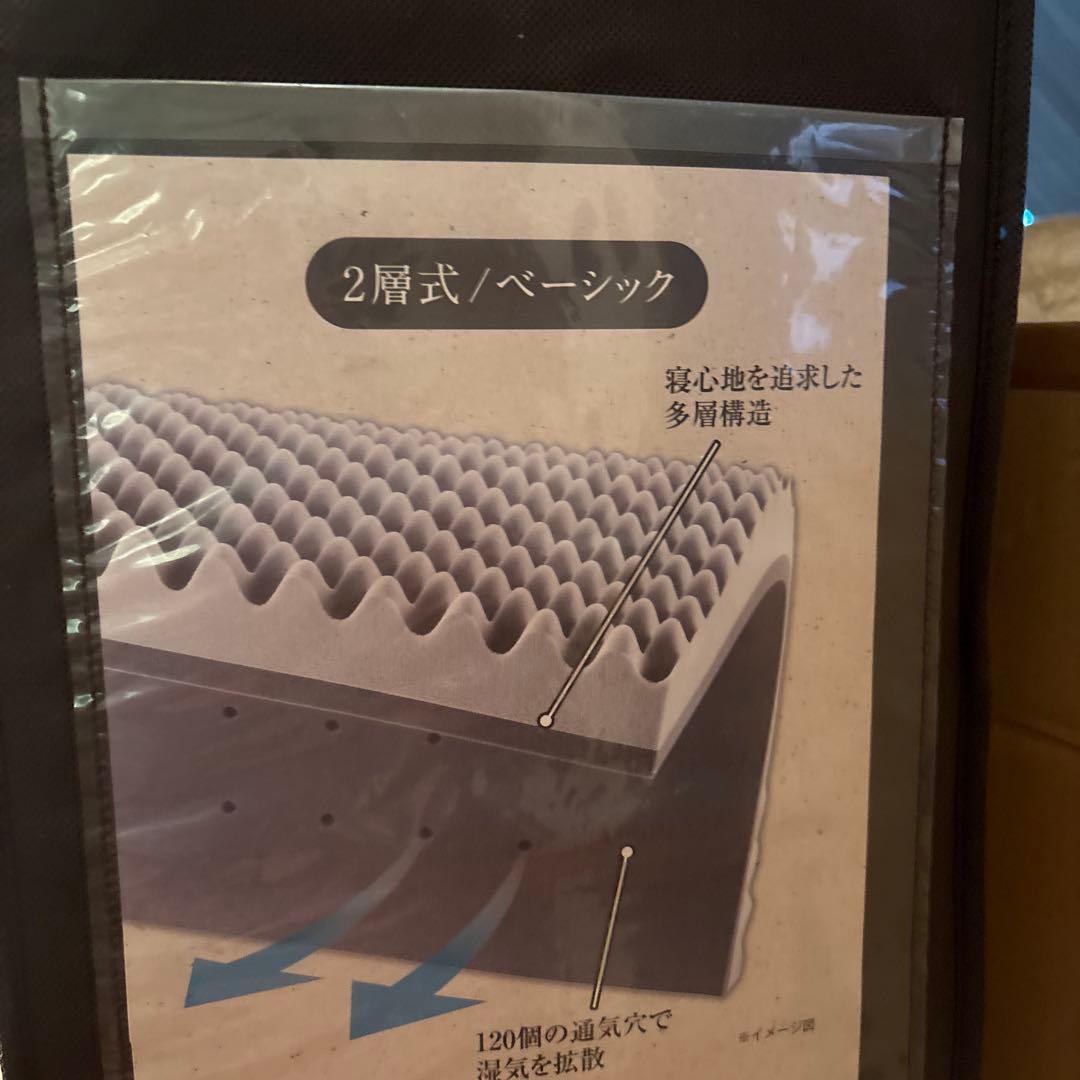 2層式/ベーシック
寝心地を追求した
多層構造
120個の通気穴で
湿気を拡散
※イメージ図